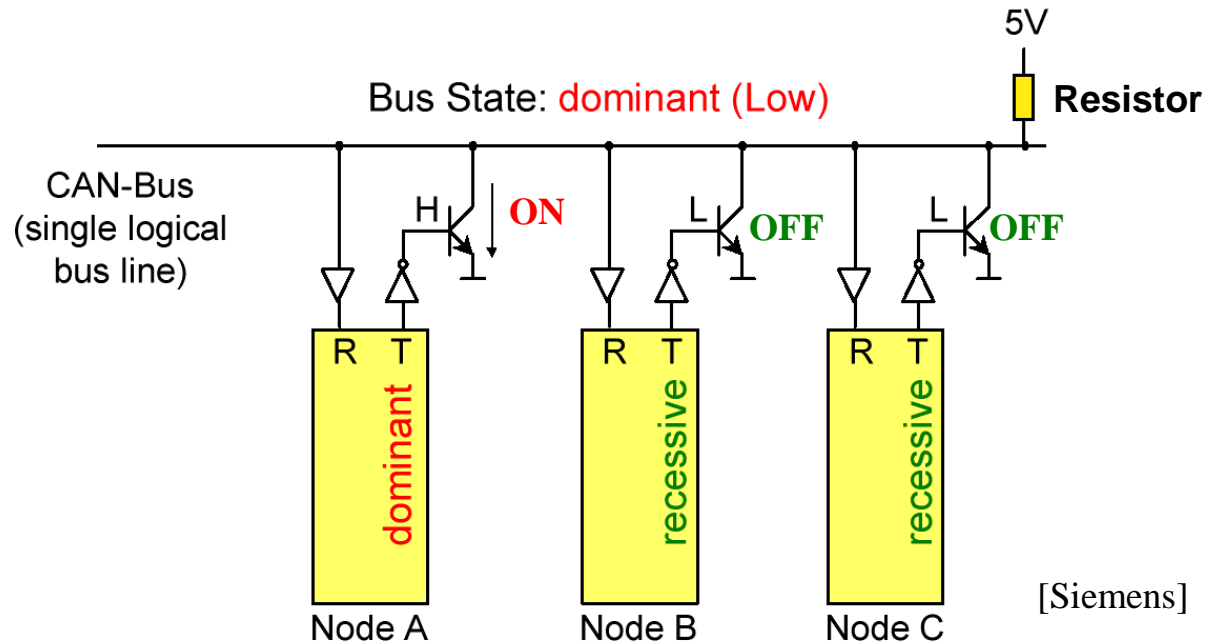 5V
Bus State: dominant (Low)
Resistor
CAN-Bus
(single logical
bus line)
H
ON
L
OFF
L
OFF
R T
R T
R T
dominant
recessive
recessive
Node A
Node B
Node C
[Siemens]